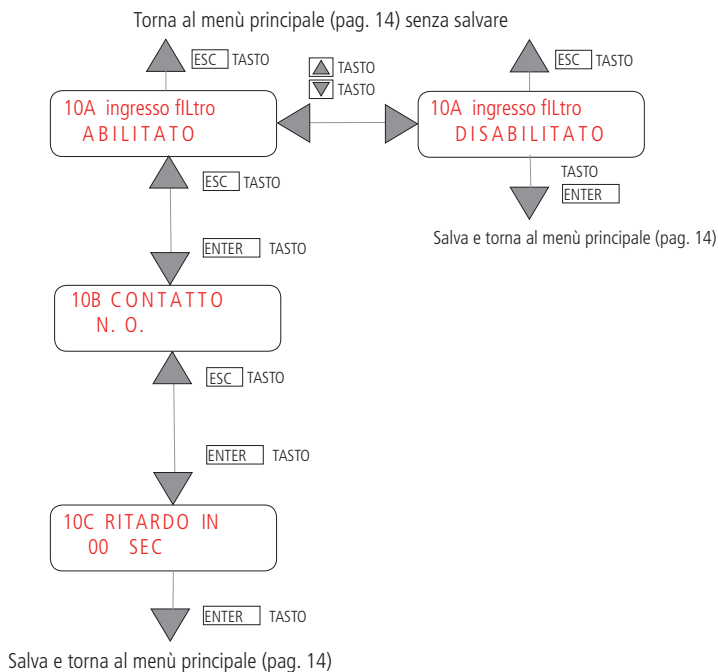 Torna al menù principale (pag. 14) senza salvare
ESC TASTO
TASTO
TASTO
ESC TASTO
10A ingresso fILtro
ABILITATO
10A ingresso fILtro
DISABILITATO
ESC TASTO
TASTO
ENTER
Salva e torna al menù principale (pag. 14)
ENTER TASTO
10B CONTATTO
N. O.
ESC TASTO
ENTER TASTO
10C RITARDO IN
00 SEC
ENTER TASTO
Salva e torna al menù principale (pag. 14)